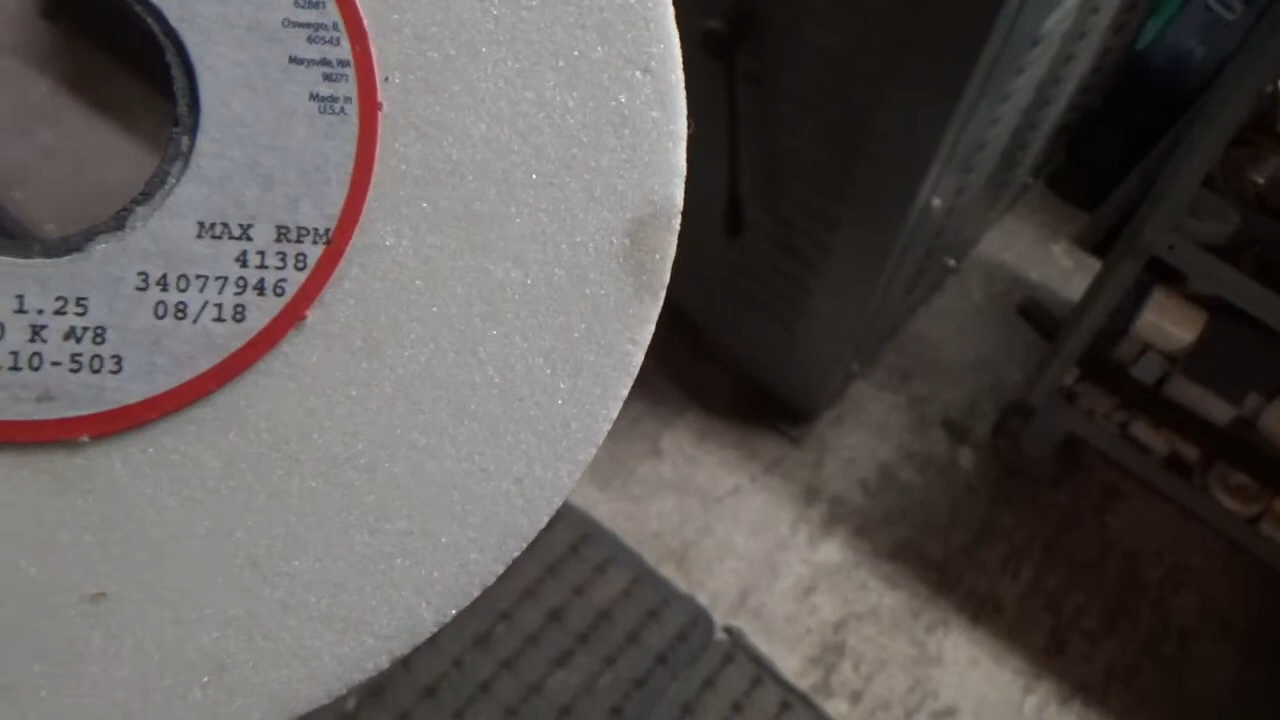 62881
Oswego, IL
60543
Marysville, WA
98271
Made in
U.S.A.
MAX RPM
4138
34077946
1.25
08/18
K V8
10-503